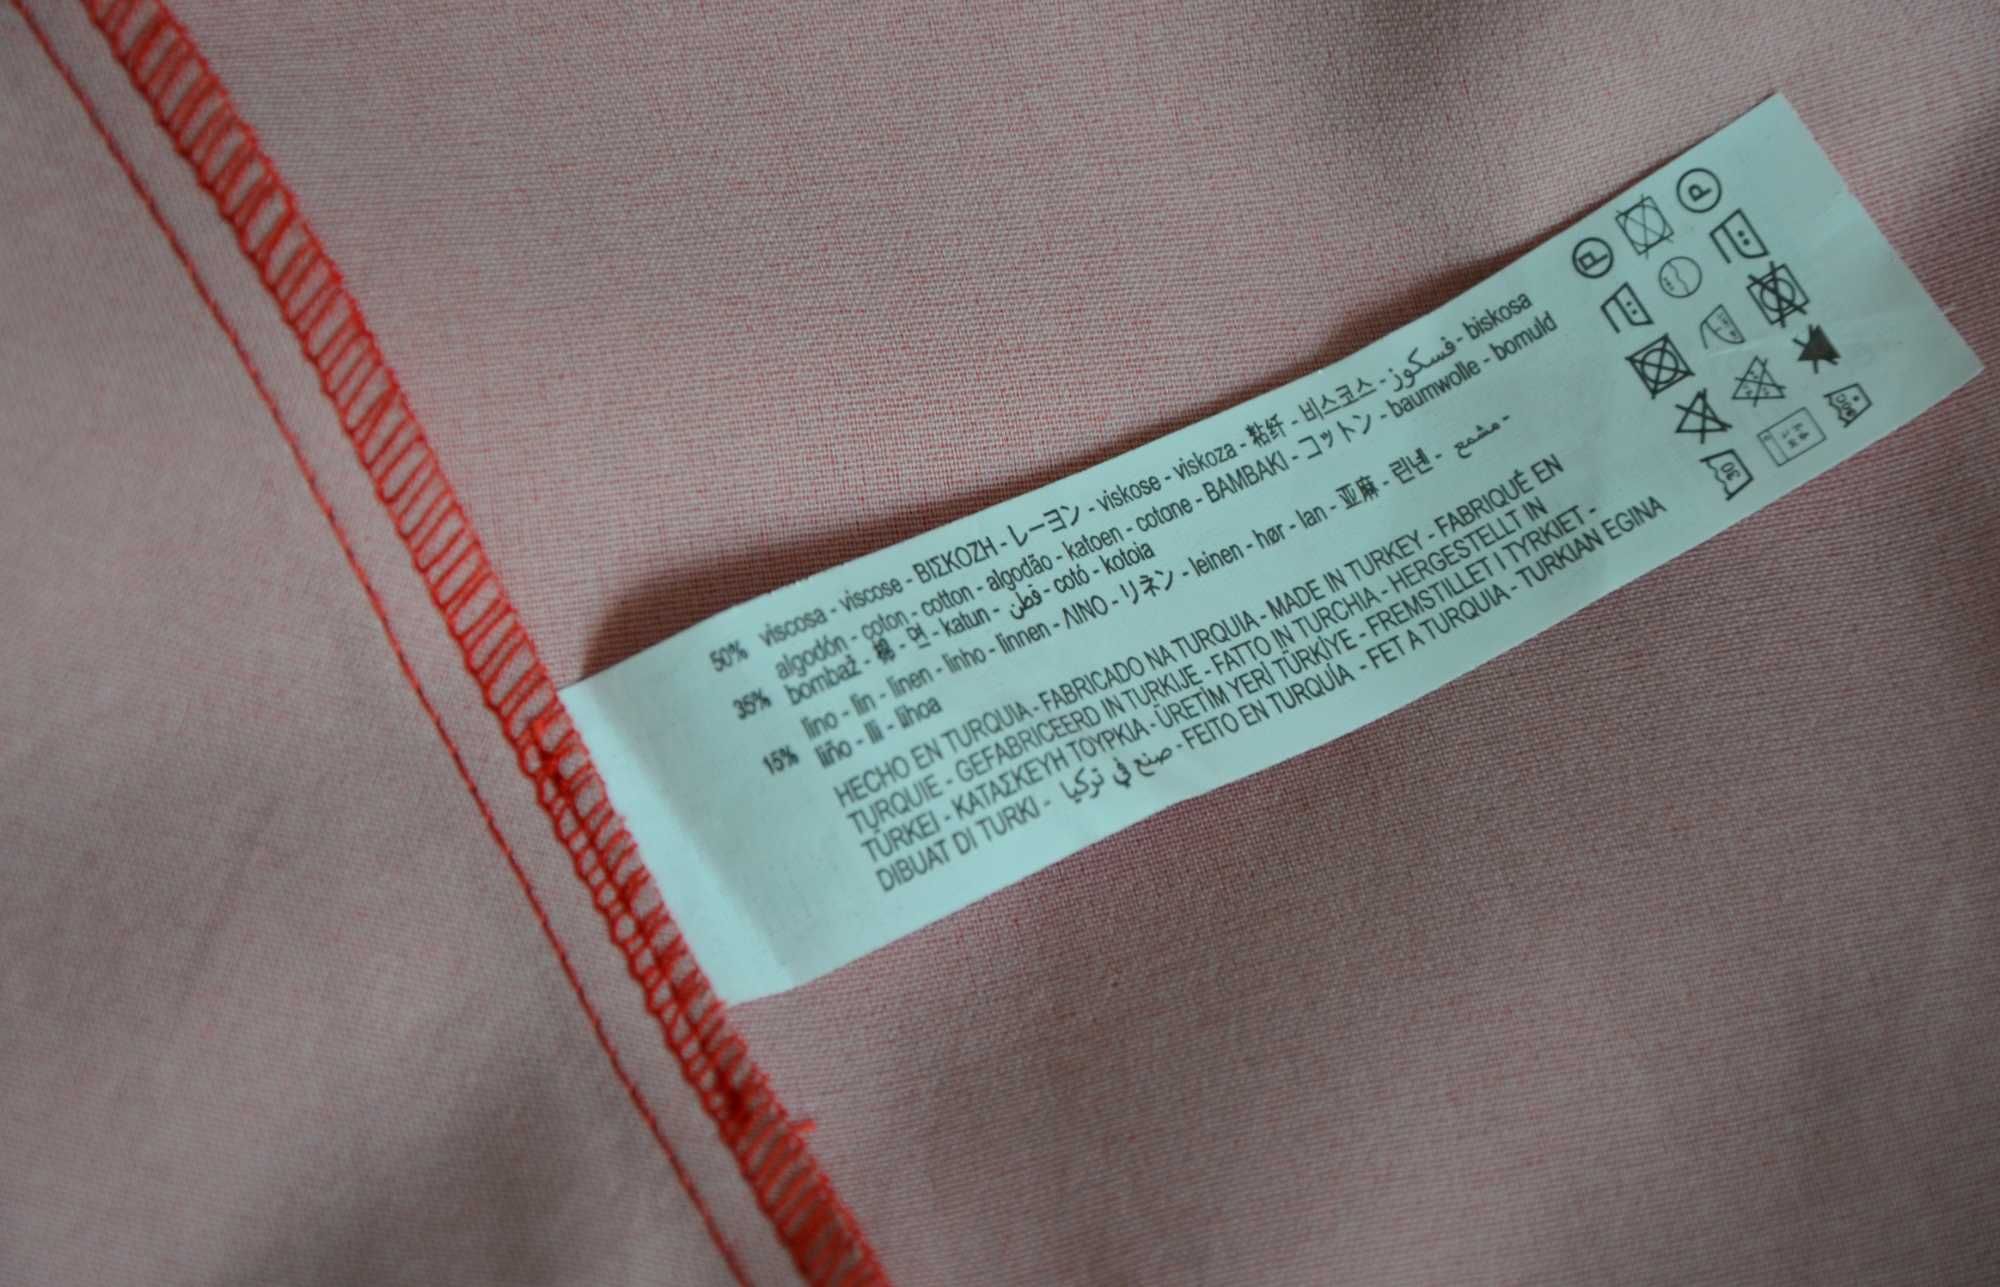 50% viscosa - viscose - ΒΙΣΚΟΖΗ - レーヨン - viskose - viskoza - 粘纤 - 비스코스 - فسكوز - biskosa
35% algodón - coton - cotton - algodão - katoen - cotone - BAMBAKI - コットン - baumwolle - bomuld
bombaž - 棉 - 면 - katun - قطن - cotó - kotoia
15% lino - lin - linen - linho - linnen - ΛΙΝΟ - リネン - leinen - hør - lan - 亚麻 - 린넨 - مشمع -
liño - lli - lihoa
HECHO EN TURQUIA - FABRICADO NA TURQUIA - MADE IN TURKEY - FABRIQUÉ EN
TURQUIE - GEFABRICEERD IN TURKIJE - FATTO IN TURCHIA - HERGESTELLT IN
TÜRKEI - ΚΑΤΑΣΚΕΥΗ ΤΟΥΡΚΙΑ - ÜRETİM YERİ TÜRKİYE - FREMSTILLET I TYRKIET -
DIBUAT DI TURKI - صنع في تركيا - FEITO EN TURQUÍA - FET A TURQUIA - TURKIAN EGINA
P
P
30
30C